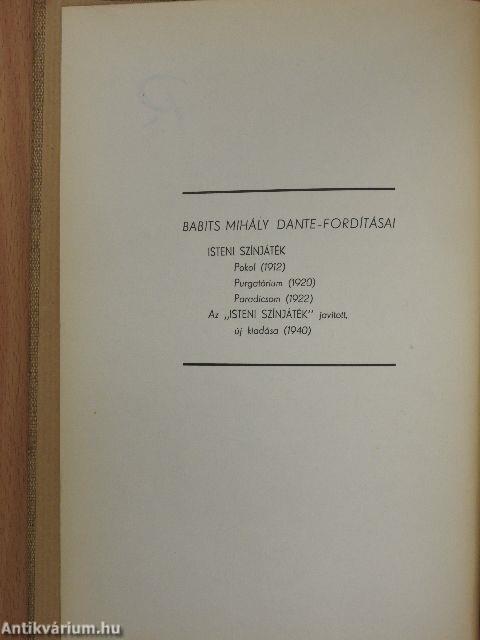 BABITS MIHÁLY DANTE-FORDÍTÁSAI
ISTENI SZÍNJÁTÉK
Pokol (1912)
Purgatórium (1920)
Paradicsom (1922)
Az „ISTENI SZÍNJÁTÉK" javított,
új kiadása (1940)
Antikvárium.hu